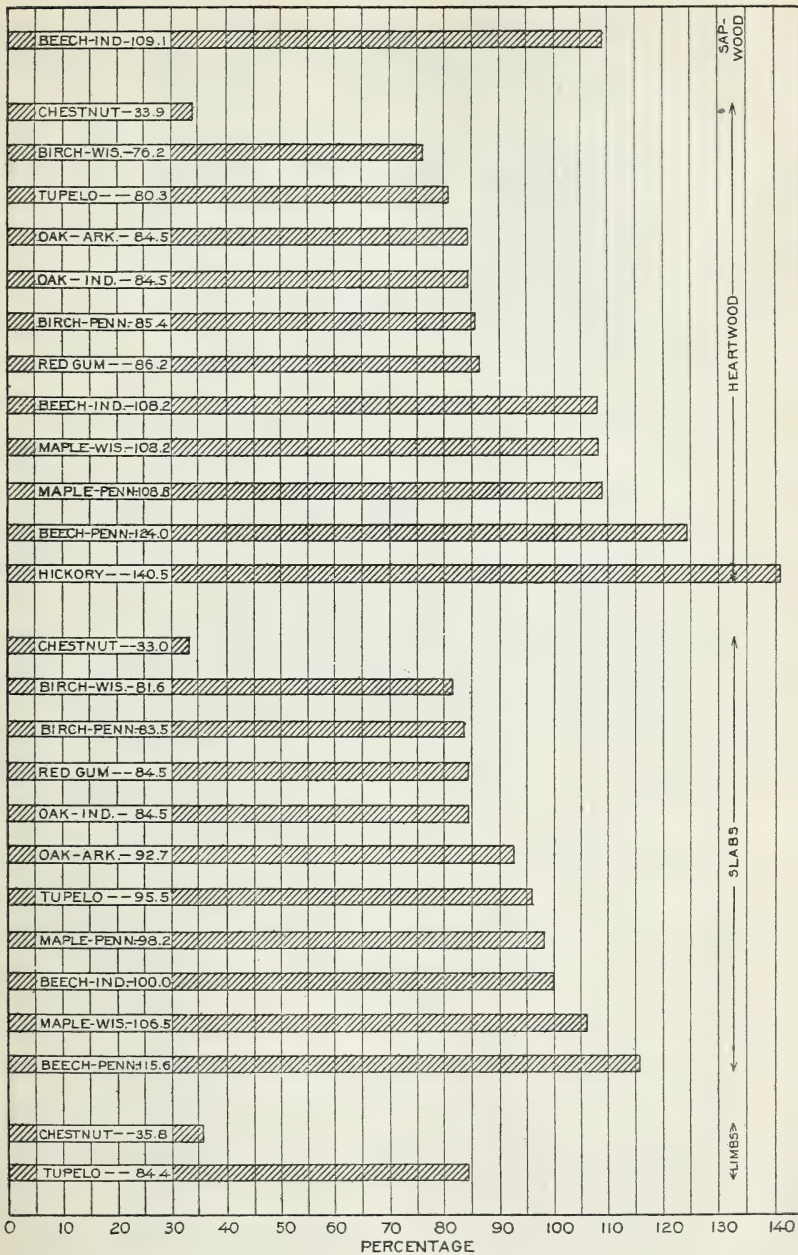 BEECH-IND-109.1
SAP-
WOOD
CHESTNUT-33.9
BIRCH-WIS.-76.2
TUPELO--80.3
OAK-ARK.-84.5
OAK-IND.-84.5
BIRCH-PENN.-85.4
RED GUM--86.2
BEECH-IND.-108.2
MAPLE-WIS.-108.2
MAPLE-PENN.-108.8
BEECH-PENN.-124.0
HICKORY--140.5
HEARTWOOD
CHESTNUT--33.0
BIRCH-WIS.-81.6
BIRCH-PENN.-83.5
RED GUM--84.5
OAK-IND.-84.5
OAK-ARK.-92.7
TUPELO--95.5
MAPLE-PENN.-98.2
BEECH-IND.-100.0
MAPLE-WIS.-106.5
BEECH-PENN.-115.6
SLABS
CHESTNUT--35.8
TUPELO--84.4
LIMBS
0 10 20 30 40 50 60 70 80 90 100 110 120 130 140
PERCENTAGE